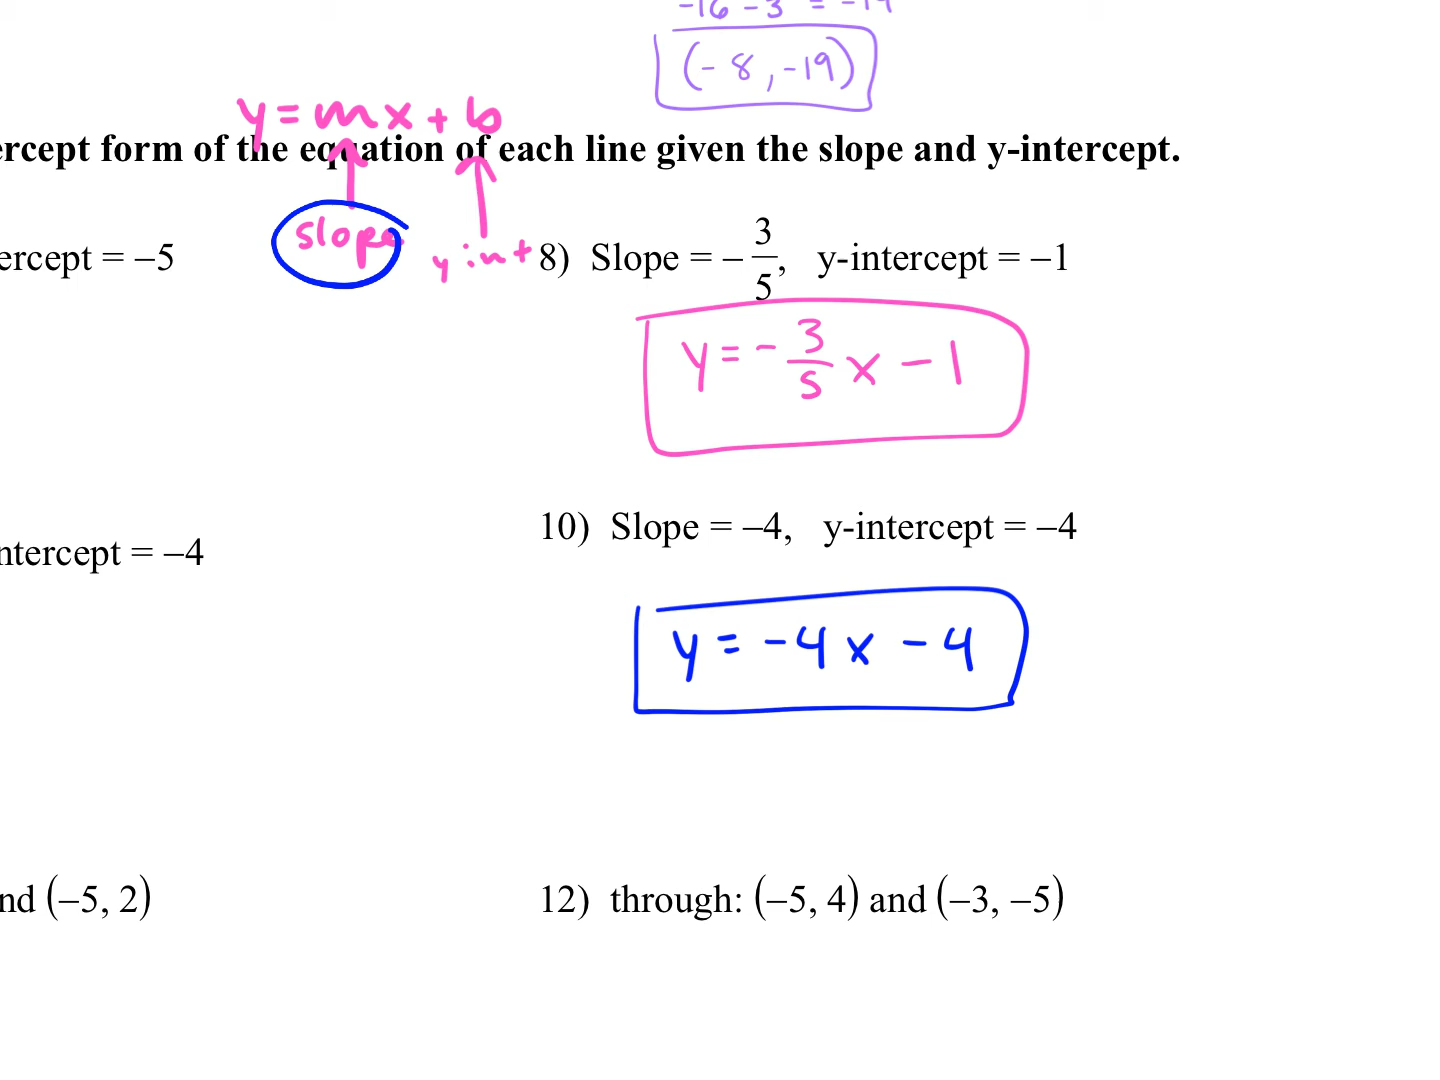 -16 - 3 = -19
(-8, -19)
y = mx + b
ercept form of the equation of each line given the slope and y-intercept.
ercept = −5
slope
y int
8) Slope = −3/5, y-intercept = −1
y = -3/5 x - 1
10) Slope = −4, y-intercept = −4
ntercept = −4
y = -4x - 4
nd (−5, 2)
12) through: (−5, 4) and (−3, −5)